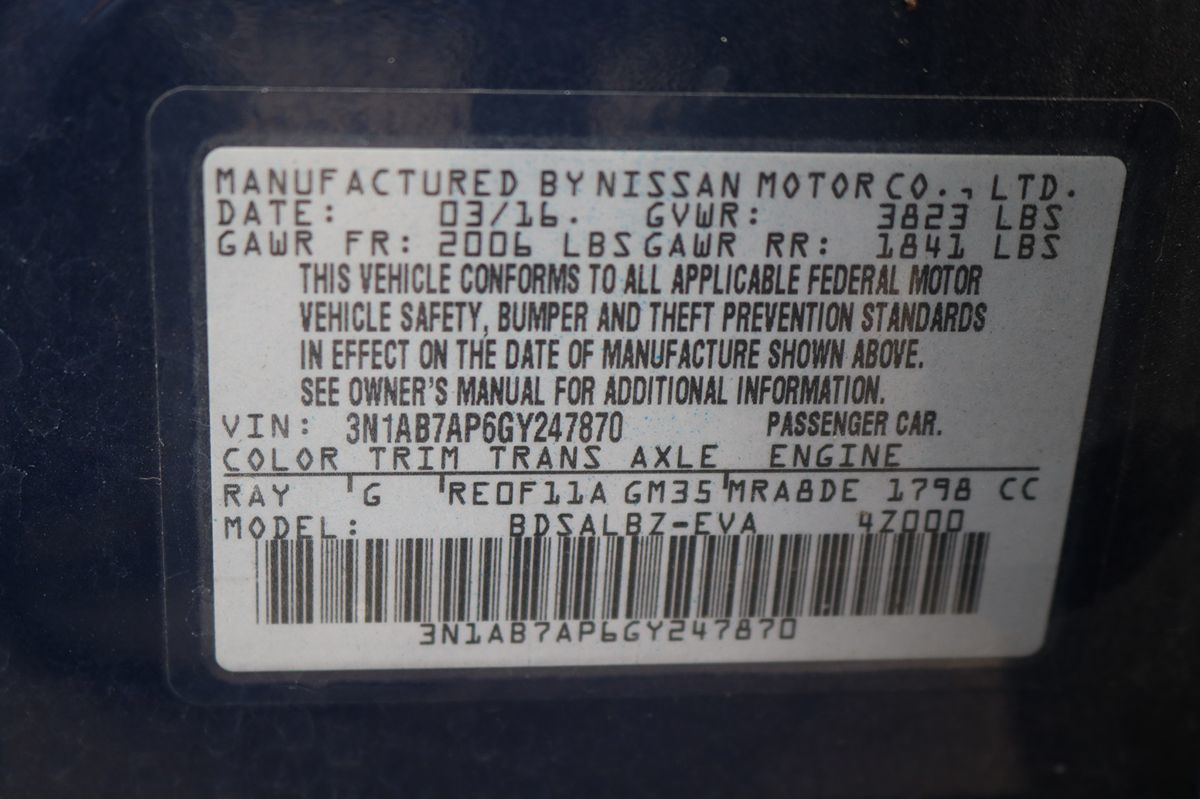 MANUFACTURED BY NISSAN MOTOR CO., LTD.
DATE: 03/16. GVWR: 3823 LBS
GAWR FR: 2006 LBS GAWR RR: 1841 LBS
THIS VEHICLE CONFORMS TO ALL APPLICABLE FEDERAL MOTOR
VEHICLE SAFETY, BUMPER AND THEFT PREVENTION STANDARDS
IN EFFECT ON THE DATE OF MANUFACTURE SHOWN ABOVE.
SEE OWNER'S MANUAL FOR ADDITIONAL INFORMATION.
VIN: 3N1AB7AP6GY247870 PASSENGER CAR.
COLOR TRIM TRANS AXLE ENGINE
RAY G RE0F11A GM35 MRA8DE 1798 CC
MODEL: BDSALBZ-EVA 4Z000
3N1AB7AP6GY247870